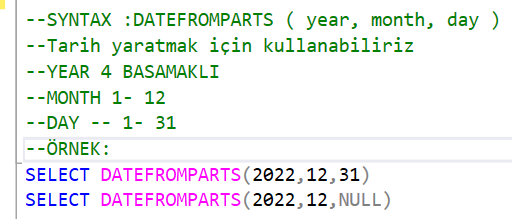 --SYNTAX :DATEFROMPARTS ( year, month, day )
--Tarih yaratmak için kullanabiliriz
--YEAR 4 BASAMAKLI
--MONTH 1- 12
--DAY -- 1- 31
--ÖRNEK:
SELECT DATEFROMPARTS(2022,12,31)
SELECT DATEFROMPARTS(2022,12,NULL)